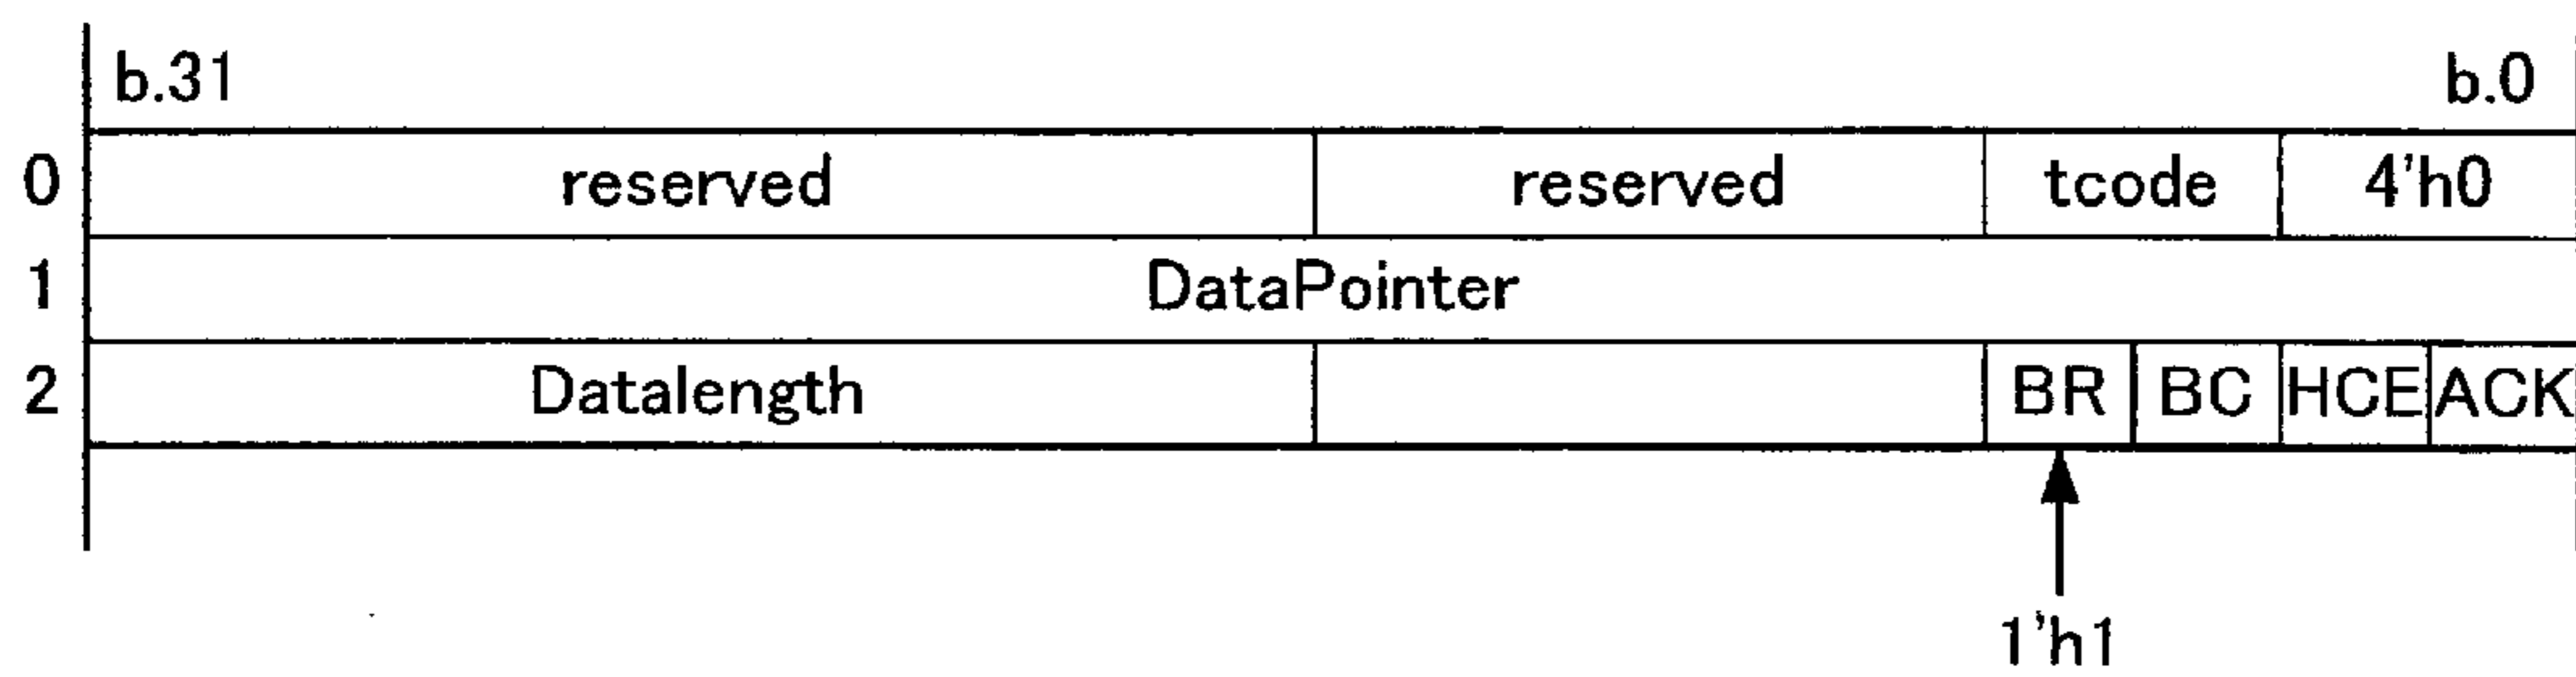 b.31 b.0
0 reserved reserved tcode 4'h0
1 DataPointer
2 Datalength BR BC HCE ACK
1'h1